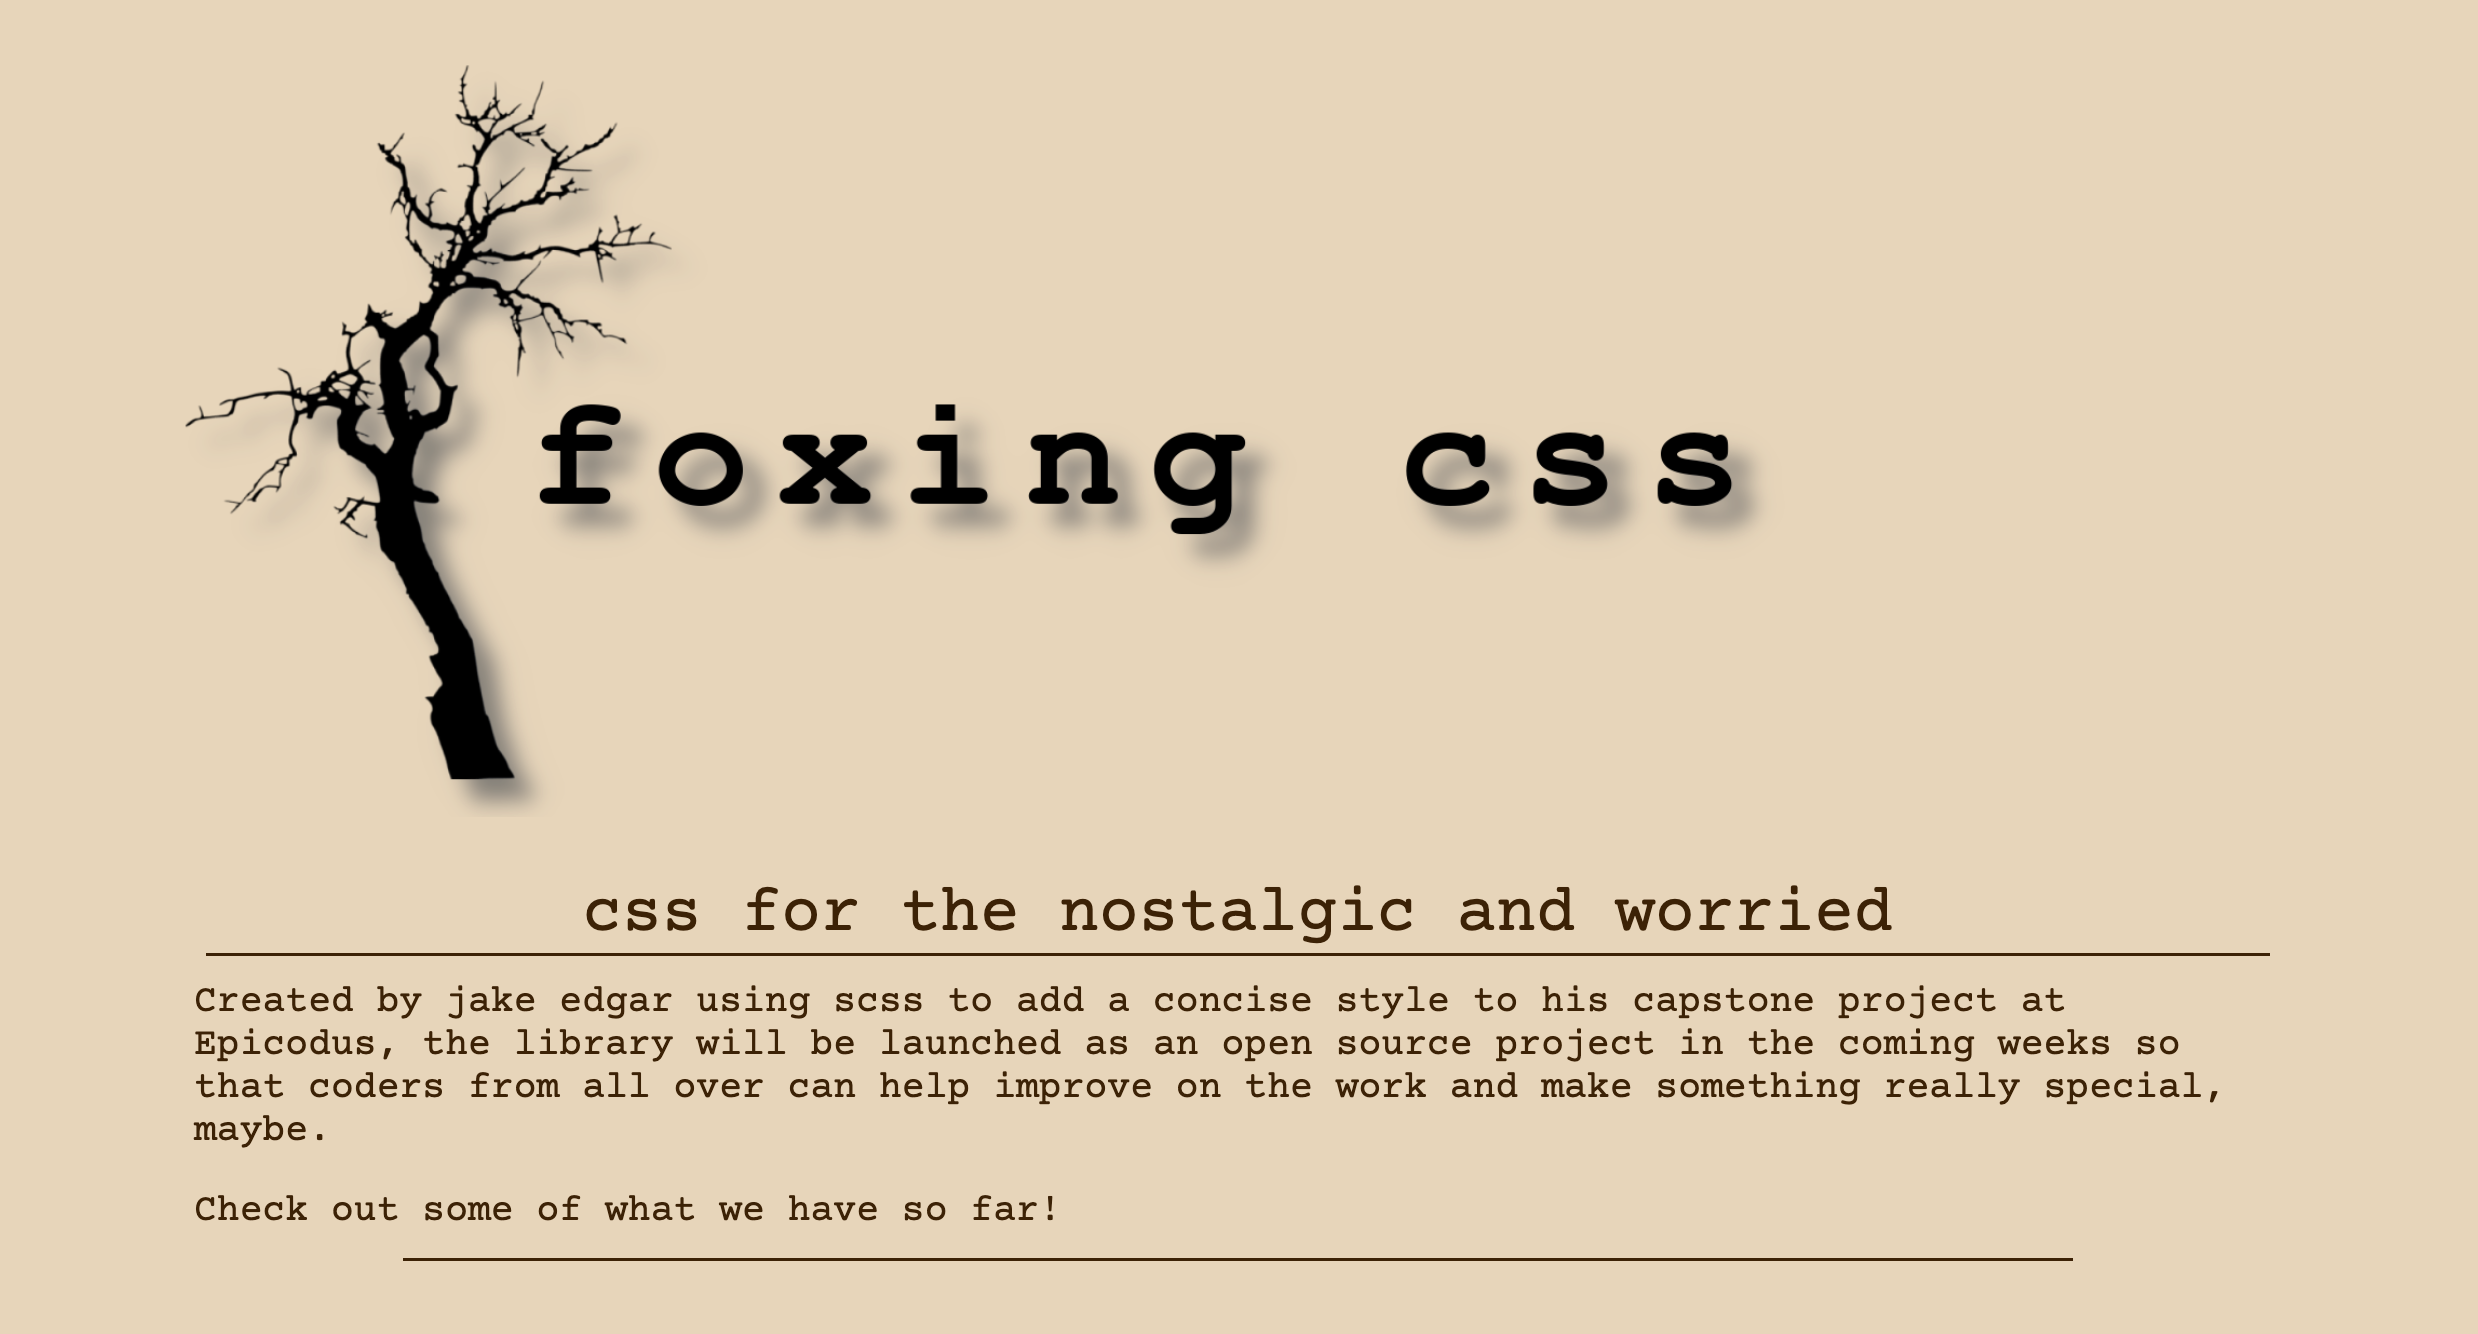 foxing css
css for the nostalgic and worried
Created by jake edgar using scss to add a concise style to his capstone project at
Epicodus, the library will be launched as an open source project in the coming weeks so
that coders from all over can help improve on the work and make something really special,
maybe.
Check out some of what we have so far!